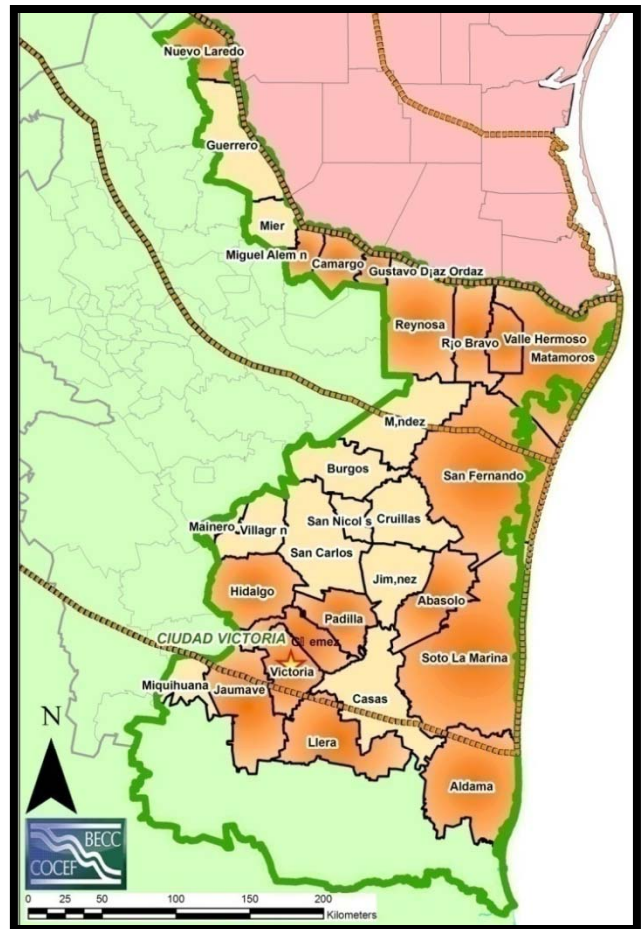 Nuevo Laredo
Guerrero
Mier
Miguel Alem n
Camargo
Gustavo D¡az Ordaz
Reynosa
R¡o Bravo
Valle Hermoso
Matamoros
M‚ndez
San Fernando
Burgos
Mainero
Villagr n
San Nicol s
Cruillas
San Carlos
Jim‚nez
Hidalgo
Abasolo
Padilla
CIUDAD VICTORIA
emez
Soto La Marina
Victoria
Miquihuana
Jaumave
Casas
Llera
Aldama
N
BECC
COCEF
0 25 50 100 150 200
Kilometers